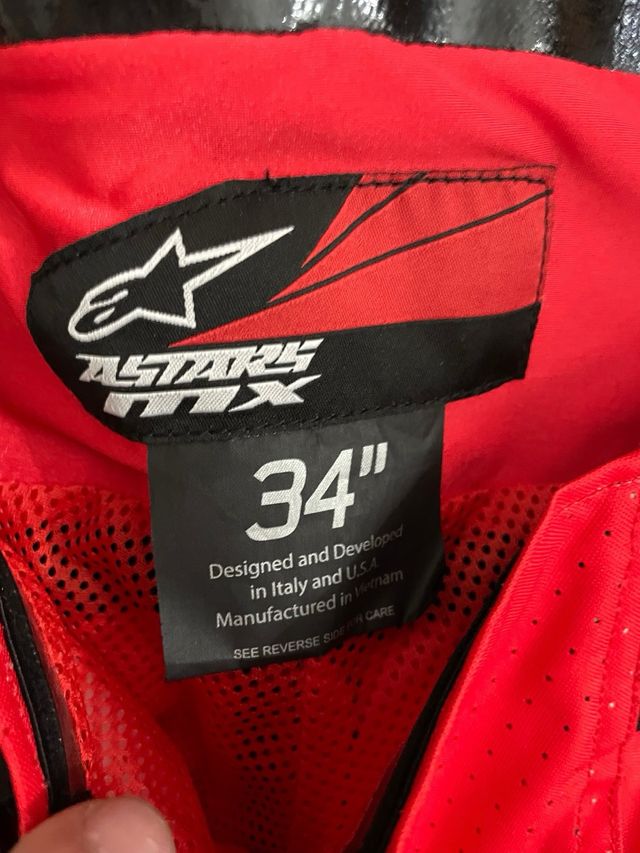 ASTARS
MX
34"
Designed and Developed
in Italy and U.S.A.
Manufactured in Vietnam
SEE REVERSE SIDE FOR CARE